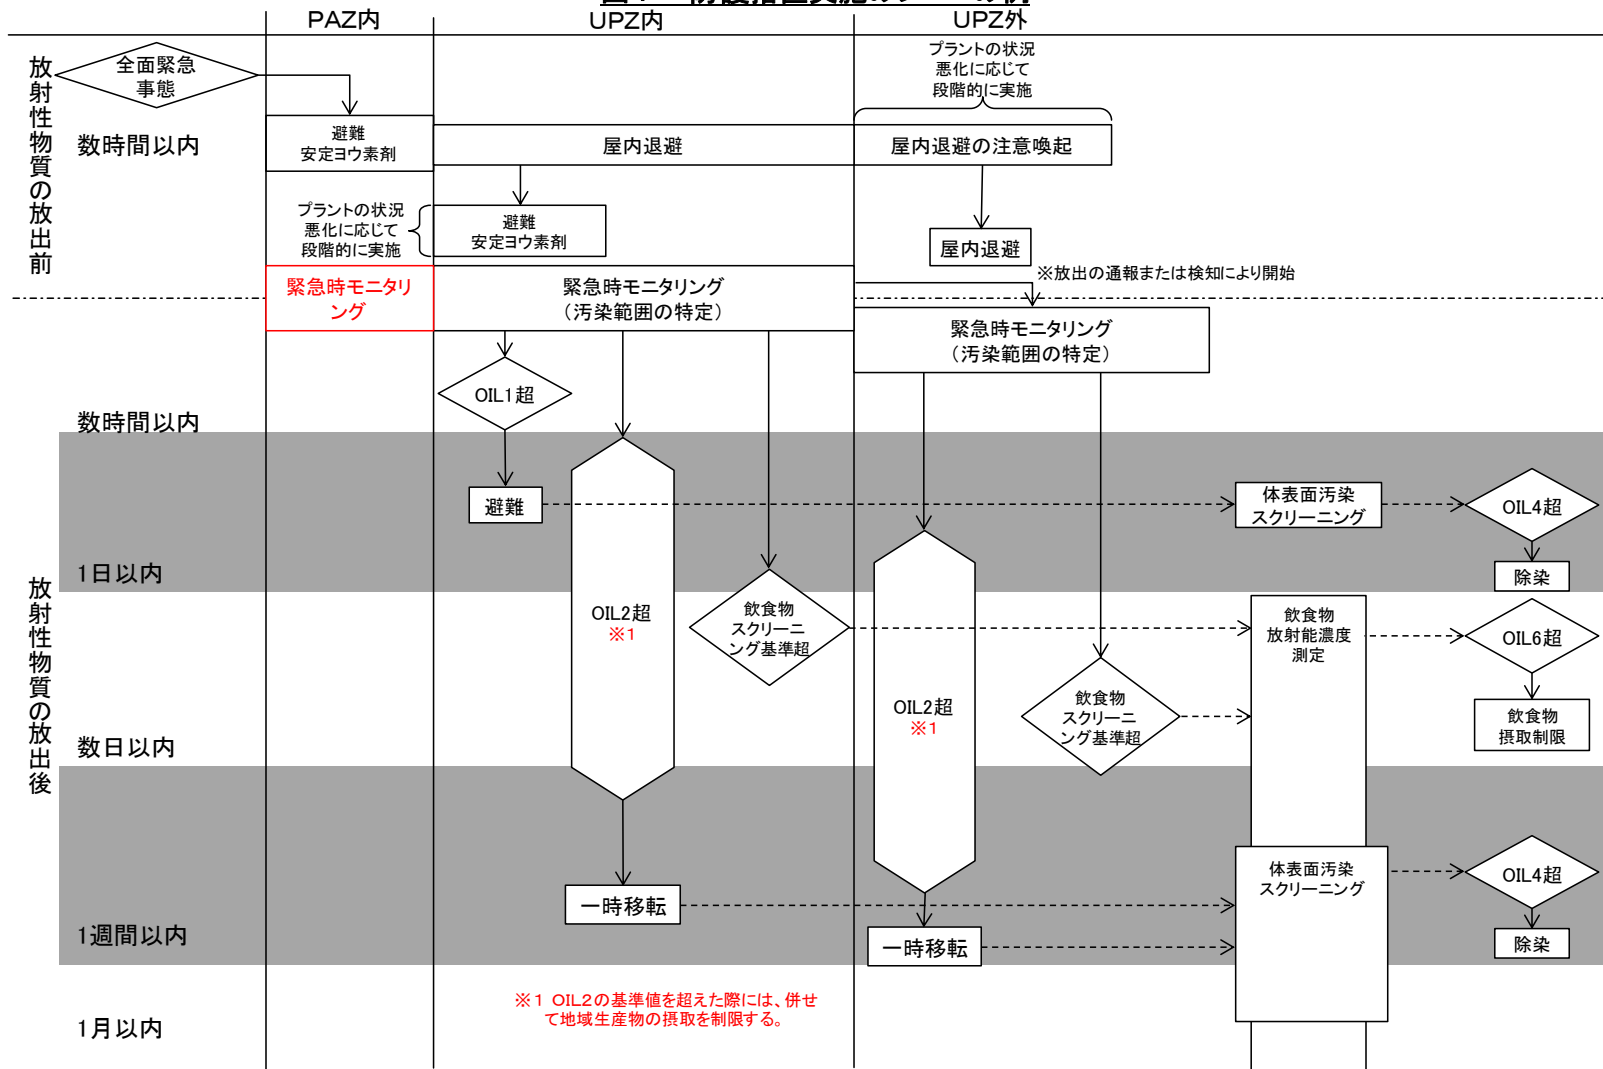 PAZ内
UPZ内
UPZ外
放射性物質の放出前
全面緊急
事態
プラントの状況
悪化に応じて
段階的に実施
数時間以内
避難
安定ヨウ素剤
屋内退避
屋内退避の注意喚起
プラントの状況
悪化に応じて
段階的に実施
避難
安定ヨウ素剤
屋内退避
緊急時モニタリ
ング
緊急時モニタリング
（汚染範囲の特定）
※放出の通報または検知により開始
緊急時モニタリング
（汚染範囲の特定）
放射性物質の放出後
OIL1超
数時間以内
避難
体表面汚染
スクリーニング
OIL4超
除染
1日以内
OIL2超
※1
飲食物
スクリーニ
ング基準超
飲食物
放射能濃度
測定
OIL6超
OIL2超
※1
飲食物
スクリーニ
ング基準超
飲食物
摂取制限
数日以内
体表面汚染
スクリーニング
OIL4超
一時移転
1週間以内
一時移転
除染
※1 OIL2の基準値を超えた際には、併せ
て地域生産物の摂取を制限する。
1月以内